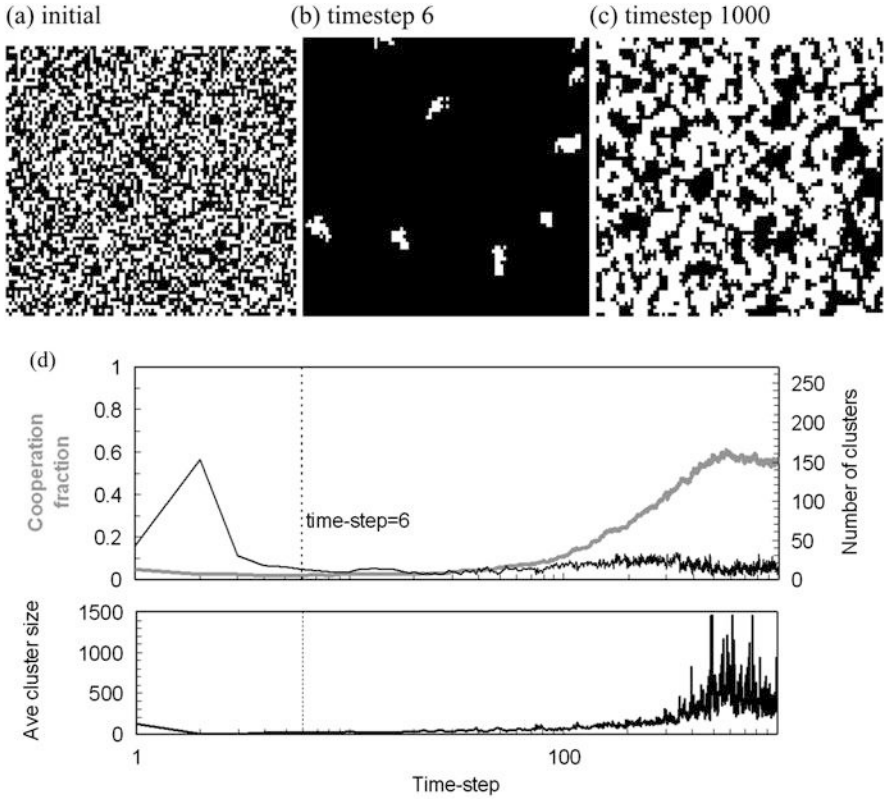 (a) initial
(b) timestep 6
(c) timestep 1000
(d)
Cooperation
fraction
1
0.8
0.6
0.4
0.2
0
time-step=6
250
200
150
100
50
0
Number of clusters
Ave cluster size
1500
1000
500
0
1
100
Time-step